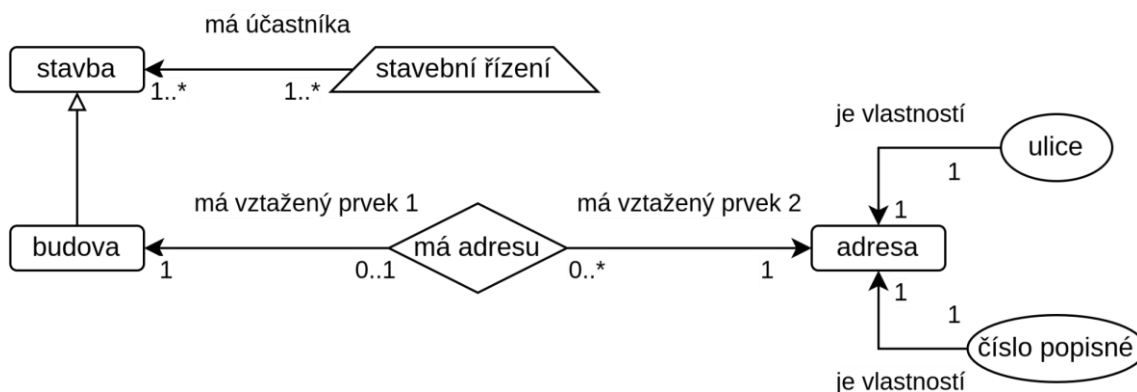 má účastníka
stavba
stavební řízení
1..*
1..*
je vlastností
ulice
1
1
má vztažený prvek 1
má vztažený prvek 2
budova
má adresu
adresa
1
0..1
0..*
1
1
1
číslo popisné
je vlastností